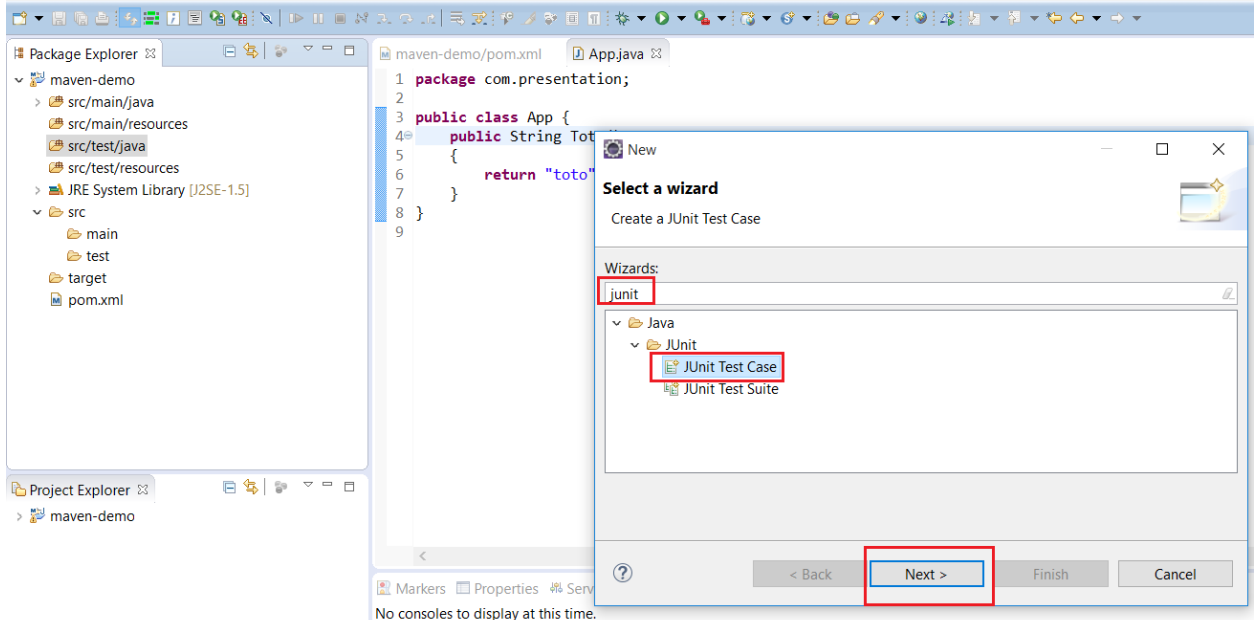 Package Explorer
maven-demo
src/main/java
src/main/resources
src/test/java
src/test/resources
JRE System Library [J2SE-1.5]
src
main
test
target
pom.xml
Project Explorer
maven-demo
maven-demo/pom.xml App.java
1 package com.presentation;
2
3 public class App {
4 public String Tot
5 {
6 return "toto"
7 }
8 }
9
Markers Properties Serv
No consoles to display at this time.
New
Select a wizard
Create a JUnit Test Case
Wizards:
junit
Java
JUnit
JUnit Test Case
JUnit Test Suite
?
< Back Next > Finish Cancel